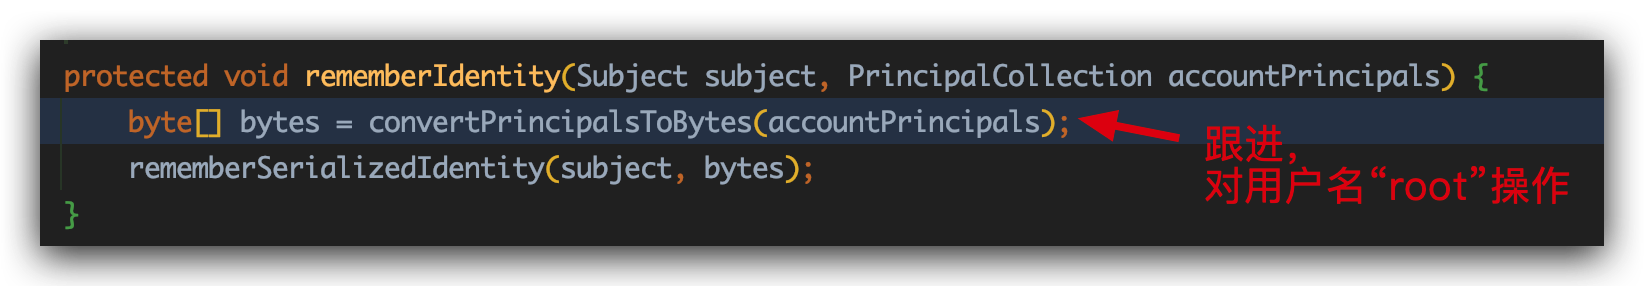 protected void rememberIdentity(Subject subject, PrincipalCollection accountPrincipals) {
byte[] bytes = convertPrincipalsToBytes(accountPrincipals);
rememberSerializedIdentity(subject, bytes);
}
跟进，
对用户名“root”操作